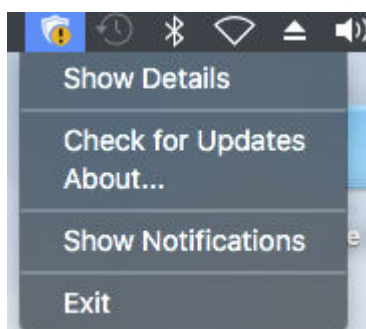 Show Details
Check for Updates
About...
Show Notifications
Exit